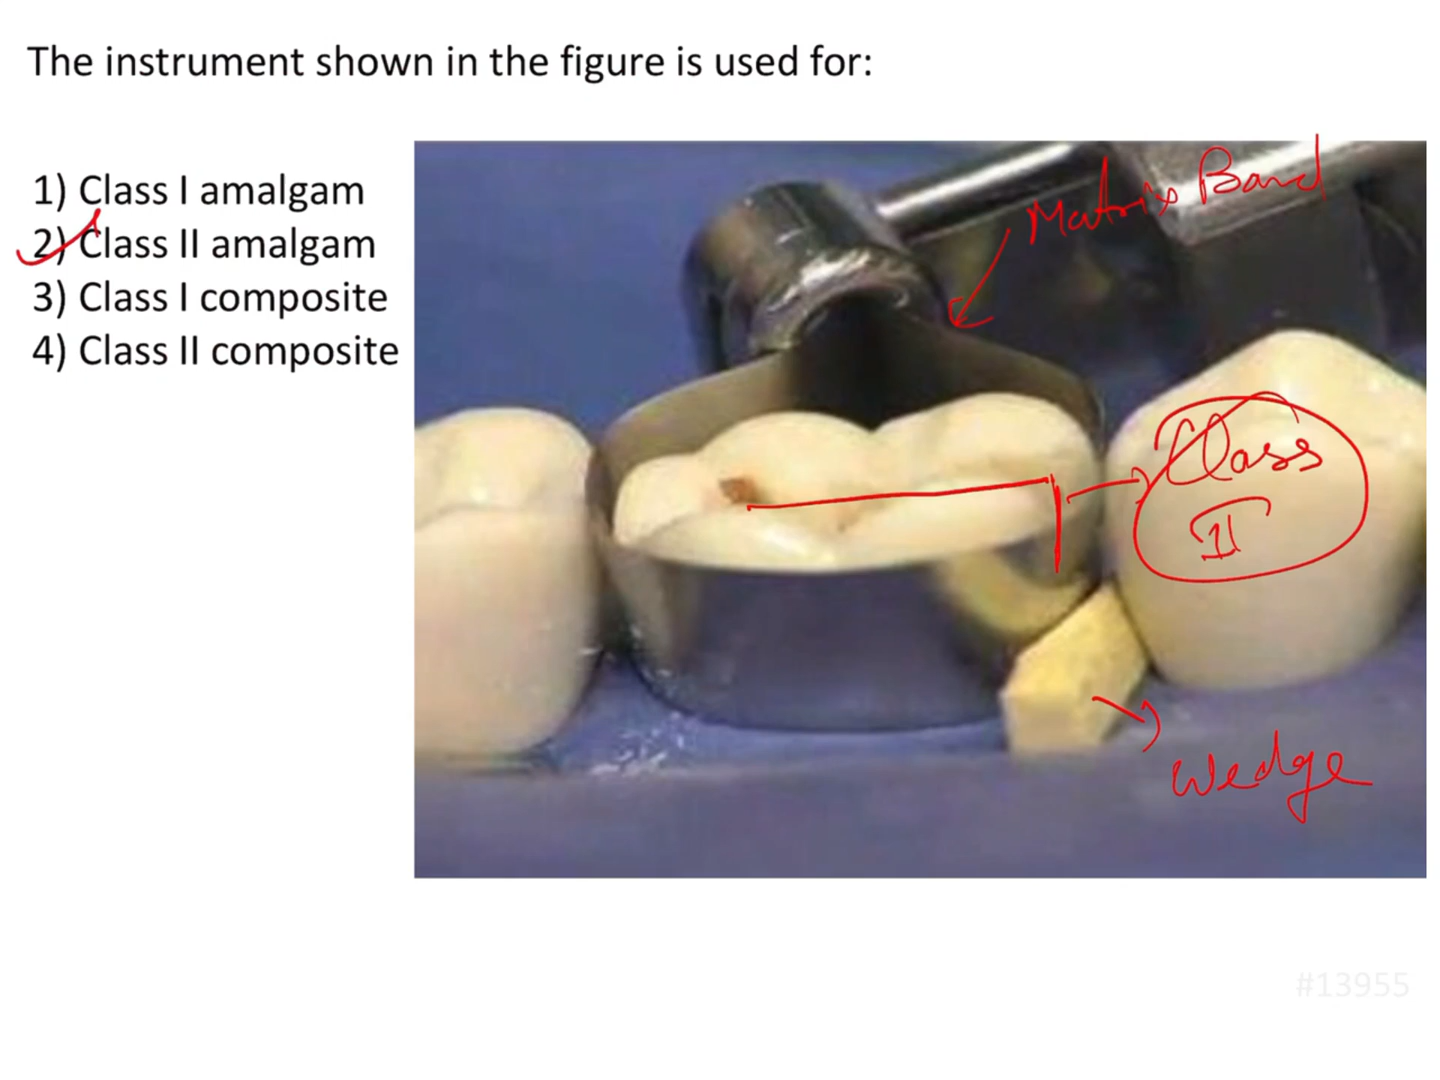 The instrument shown in the figure is used for:
1) Class I amalgam
2) Class II amalgam
3) Class I composite
4) Class II composite
Matrix Band
Class
II
Wedge
#13955